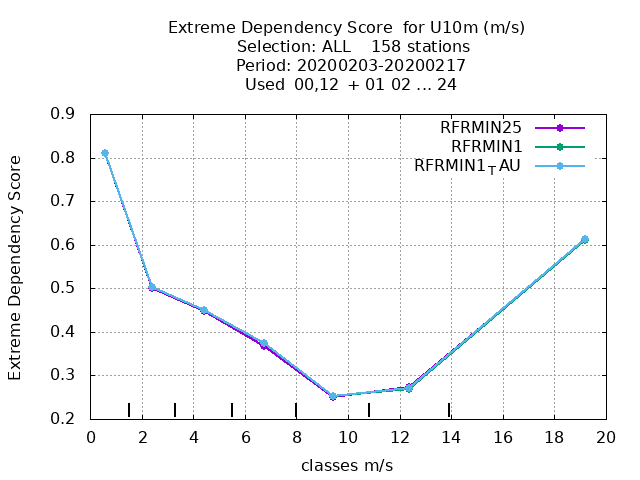 Extreme Dependency Score  for U10m (m/s)
Selection: ALL    158 stations
Period: 20200203-20200217
Used  00,12  + 01 02 ... 24
RFRMIN25
RFRMIN1
RFRMIN1TAU
Extreme Dependency Score
0.9
0.8
0.7
0.6
0.5
0.4
0.3
0.2
0 2 4 6 8 10 12 14 16 18 20
classes m/s